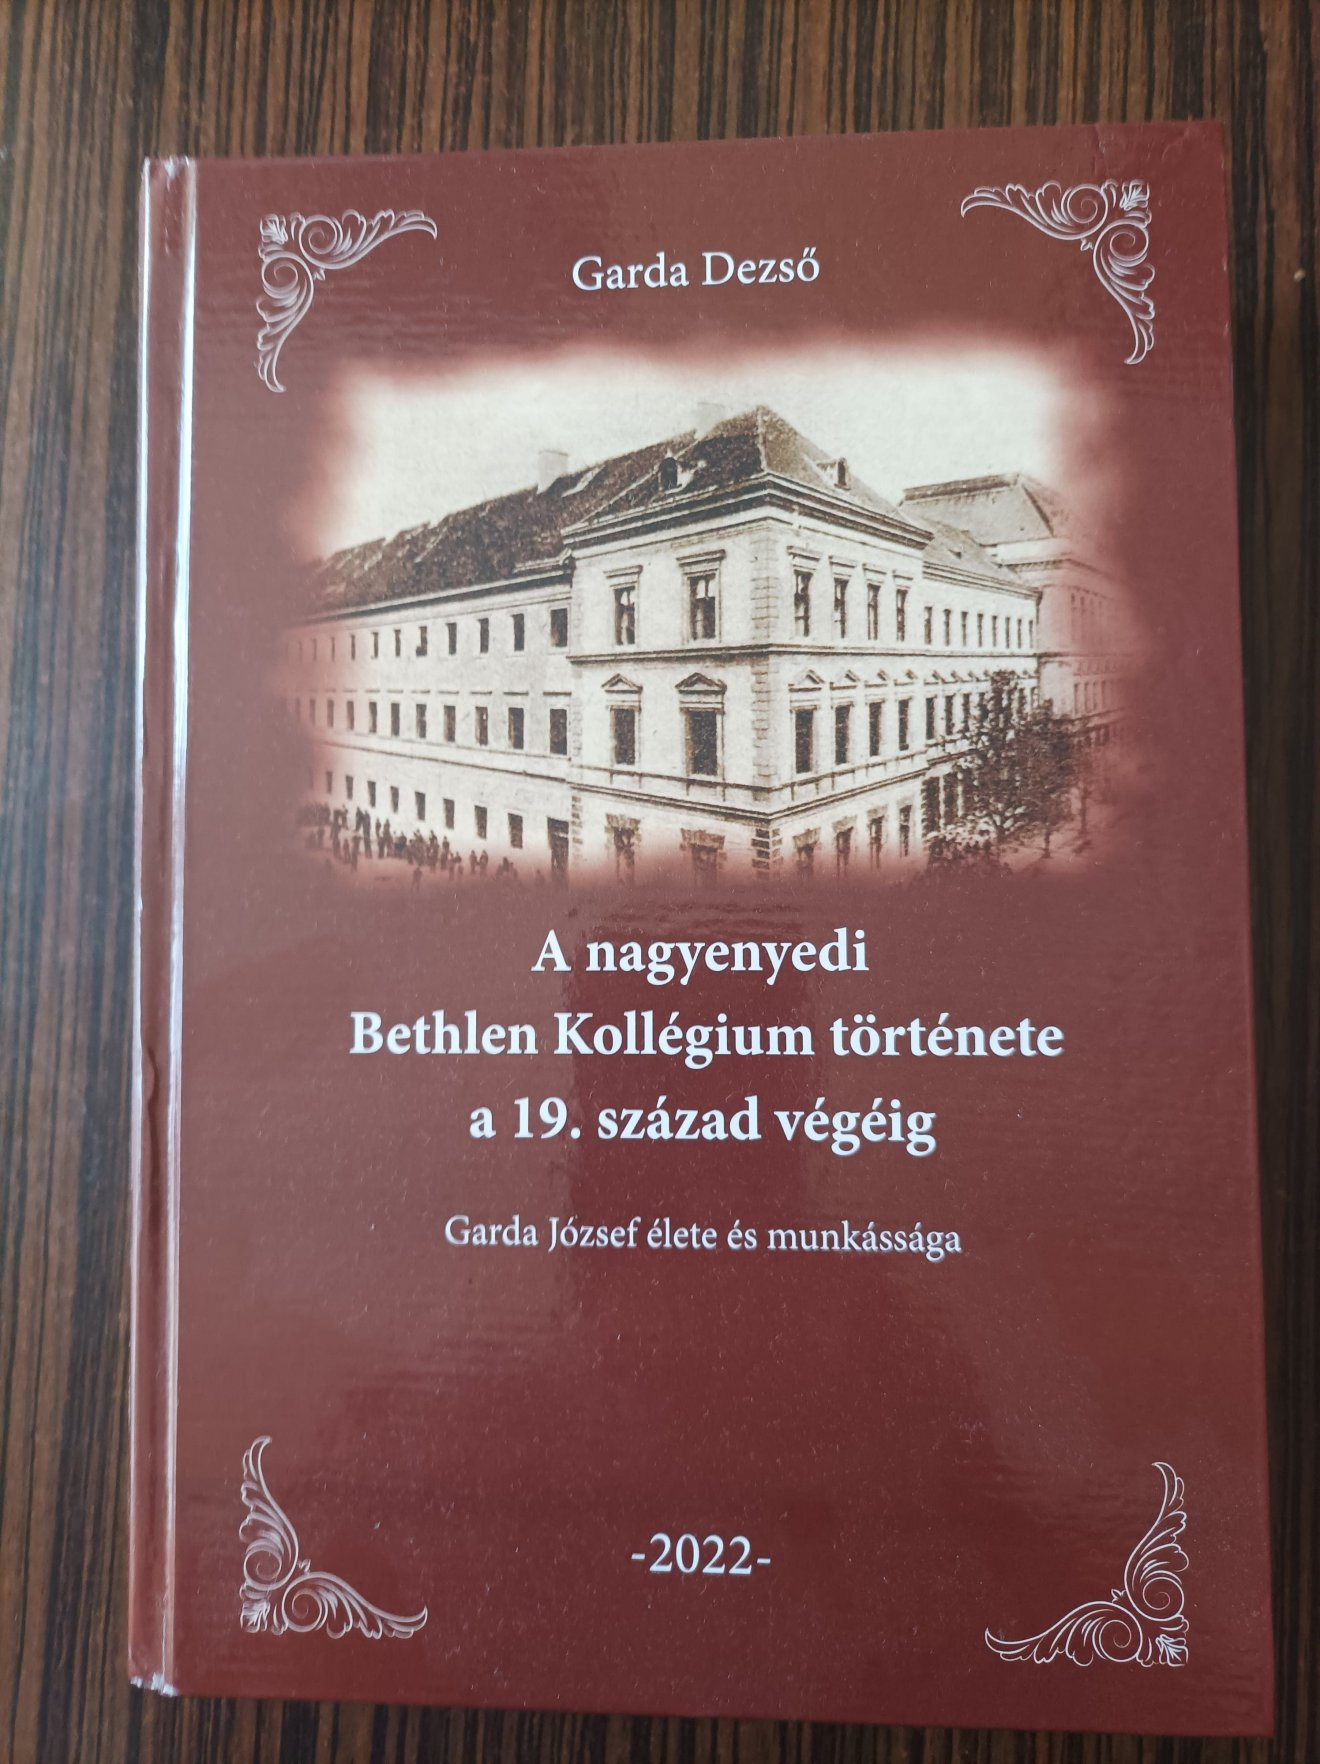 Garda Dezső
A nagyenyedi
Bethlen Kollégium története
a 19. század végéig
Garda József élete és munkássága
-2022-